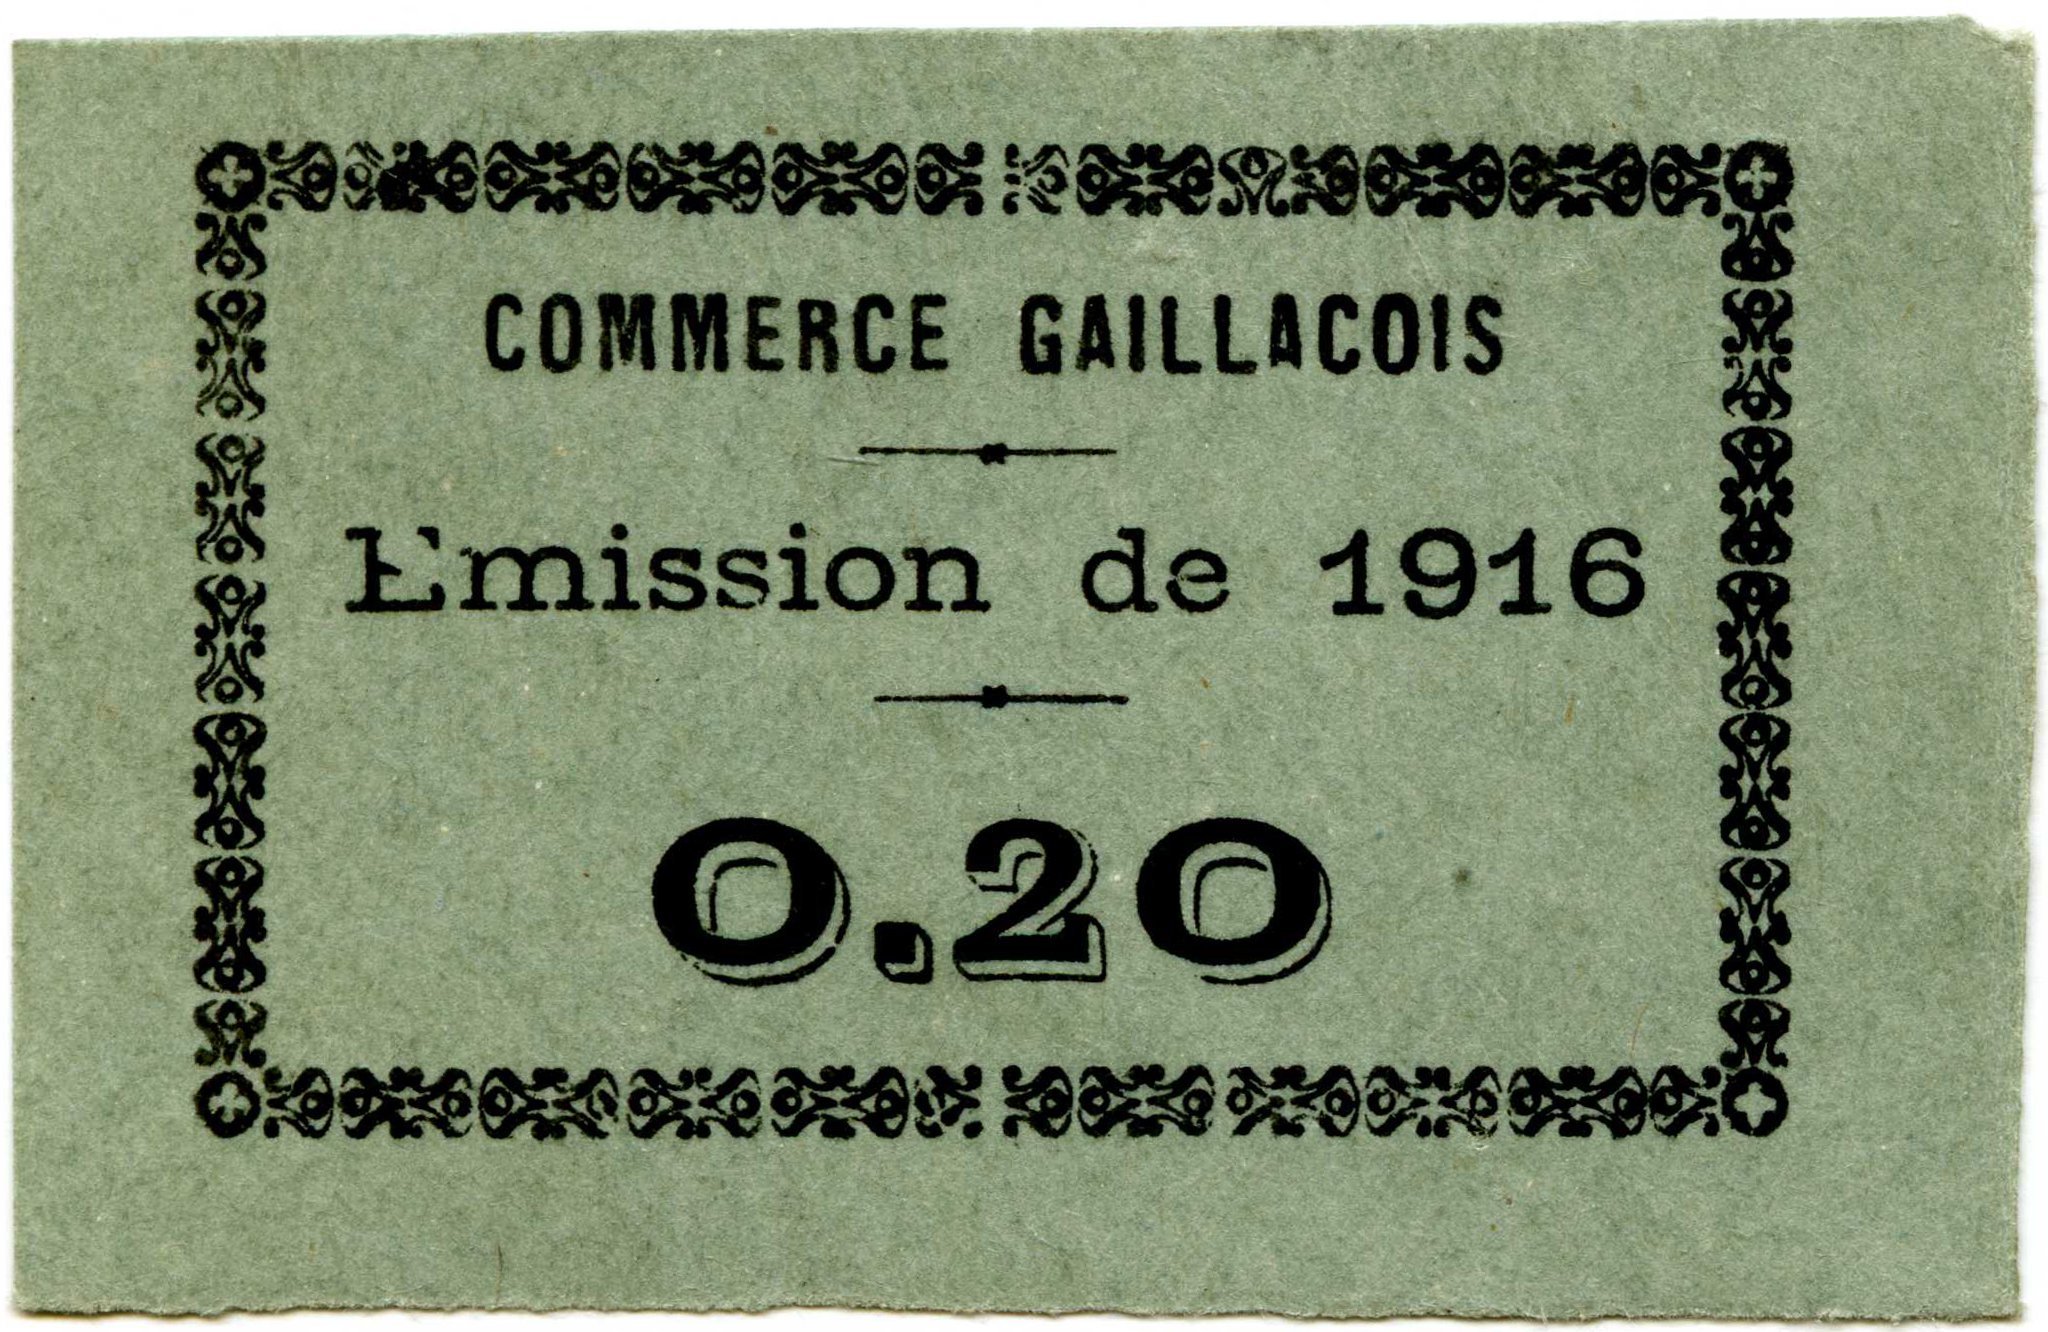 COMMERCE GAILLACOIS
Emission de 1916
0.20